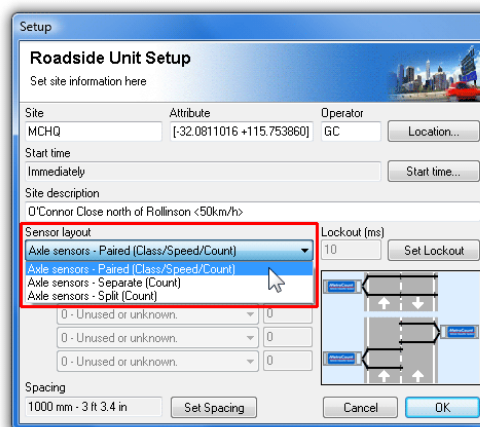 Setup
Roadside Unit Setup
Set site information here
Site Attribute Operator
MCHQ [-32.0811016 +115.753860] GC Location...
Start time
Immediately Start time...
Site description
O'Connor Close north of Rollinson <50km/h>
Sensor layout Lockout (ms)
Axle sensors - Paired (Class/Speed/Count) 10 Set Lockout
Axle sensors - Paired (Class/Speed/Count)
Axle sensors - Separate (Count)
Axle sensors - Split (Count)
0 - Unused or unknown. 0
0 - Unused or unknown. 0
0 - Unused or unknown. 0
MetroCount
MetroCount
MetroCount
Spacing
1000 mm - 3 ft 3.4 in Set Spacing Cancel OK